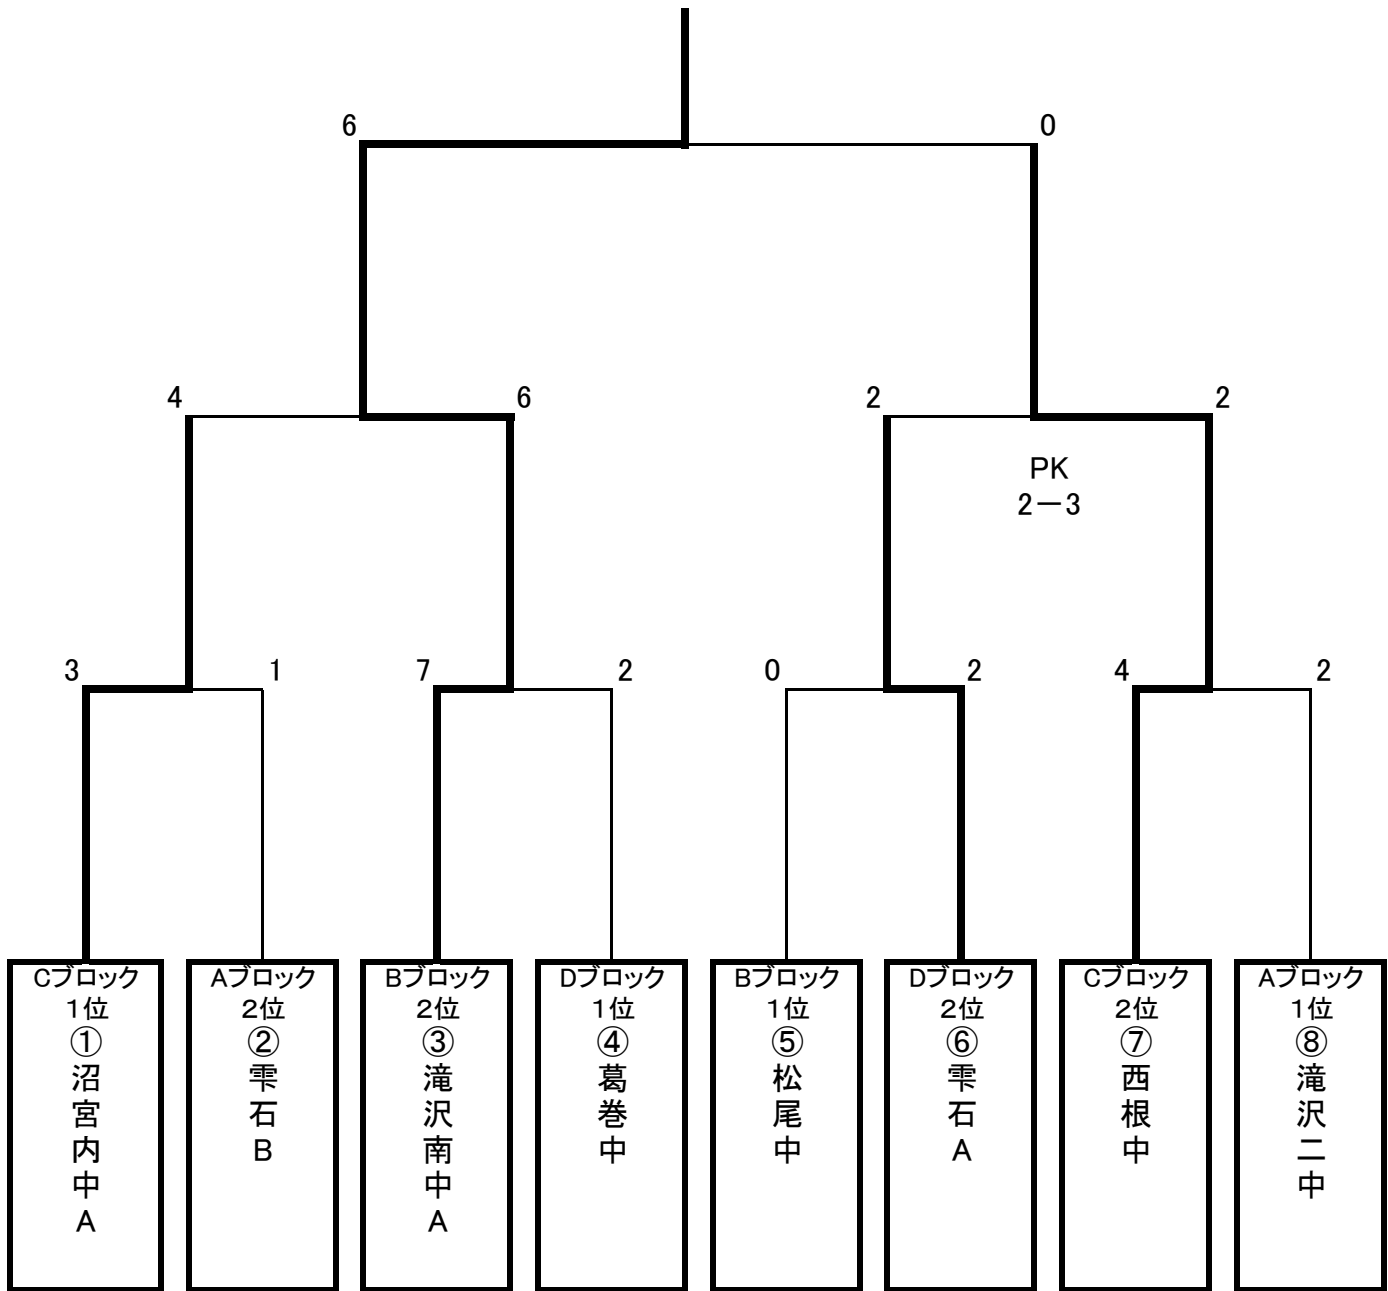 6
0
4
6
2
2
PK
2－3
3
1
7
2
0
2
4
2
Cブロック
1位
①
沼宮内中A
Aブロック
2位
②
雫石B
Bブロック
2位
③
滝沢南中A
Dブロック
1位
④
葛巻中
Bブロック
1位
⑤
松尾中
Dブロック
2位
⑥
雫石A
Cブロック
2位
⑦
西根中
Aブロック
1位
⑧
滝沢二中